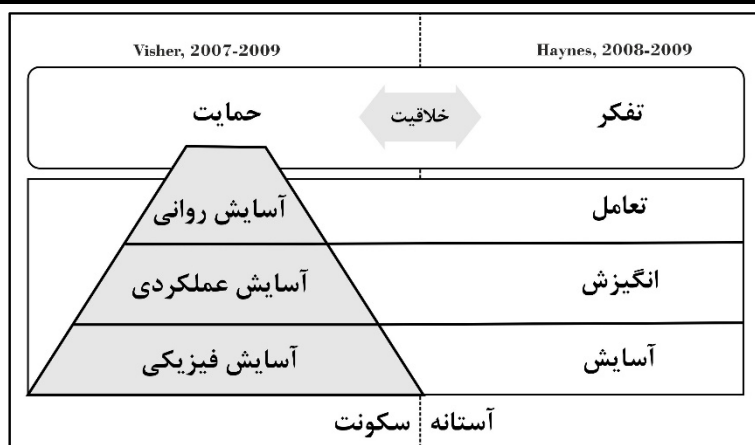 Visher, 2007-2009 Haynes, 2008-2009
تفکر خلاقیت حمایت
تعامل آسایش روانی
انگیزش آسایش عملکردی
آسایش آسایش فیزیکی
آستانه سکونت